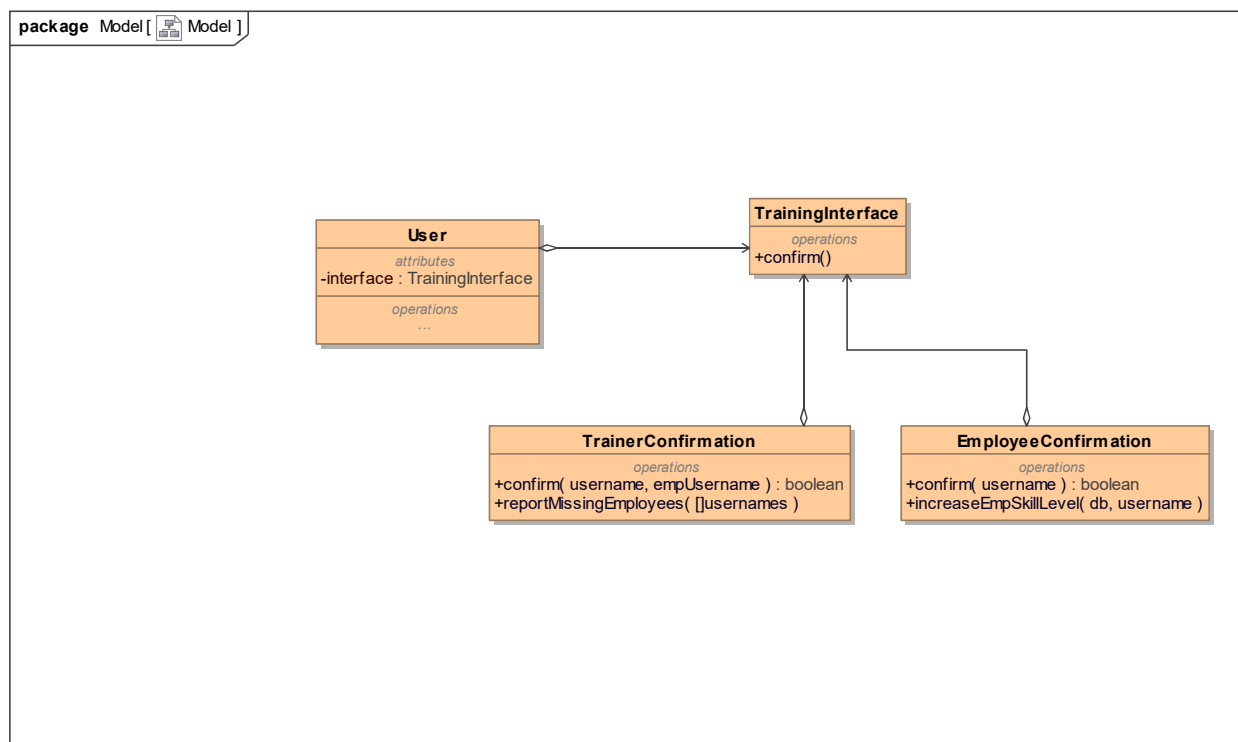 package Model [ Model ]
User
attributes
-interface : TrainingInterface
operations
...
TrainingInterface
operations
+confirm()
TrainerConfirmation
operations
+confirm( username, empUsername ) : boolean
+reportMissingEmployees( []usernames )
EmployeeConfirmation
operations
+confirm( username ) : boolean
+increaseEmpSkillLevel( db, username )